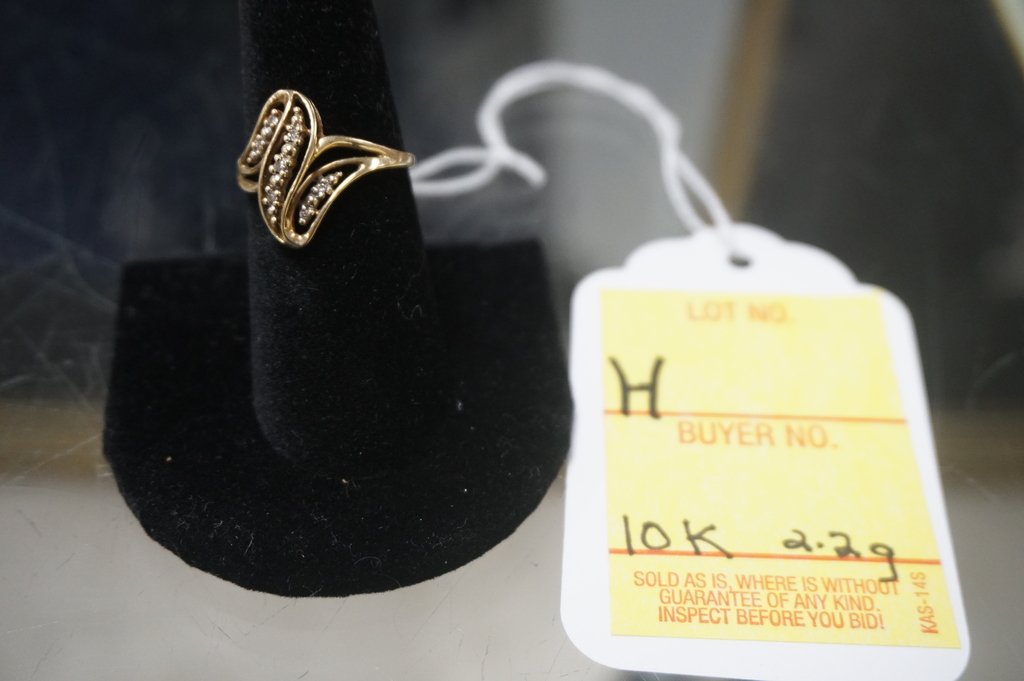 LOT NO.
H
BUYER NO.
10K 2.2g
SOLD AS IS, WHERE IS WITHOUT
GUARANTEE OF ANY KIND.
INSPECT BEFORE YOU BID!
KAS-14S